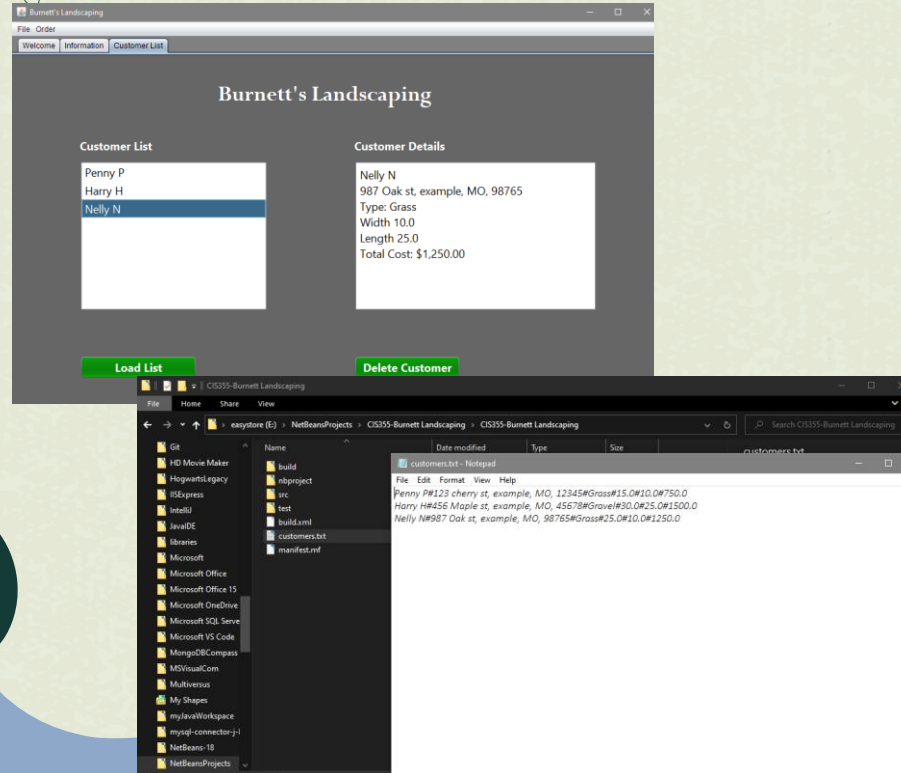 Burnett's Landscaping
File Order
Welcome Information Customer List
Burnett's Landscaping
Customer List
Penny P
Harry H
Nelly N
Load List
Customer Details
Nelly N
987 Oak st, example, MO, 98765
Type: Grass
Width 10.0
Length 25.0
Total Cost: $1,250.00
Delete Customer
CIS355-Burnett Landscaping
File Home Share View
easystore (E:) > NetBeansProjects > CIS355-Burnett Landscaping > CIS355-Burnett Landscaping
Search CIS355-Burnett Landscaping
Git
HD Movie Maker
HogwartsLegacy
IISExpress
IntelliJ
JavaIDE
libraries
Microsoft
Microsoft Office
Microsoft Office 15
Microsoft OneDrive
Microsoft SQL Serve
Microsoft VS Code
MongoDBCompass
MSVisualCom
Multiversus
My Shapes
myJavaWorkspace
mysql-connector-j-
NetBeans-18
NetBeansProjects
Name Date modified Type Size
build
nbproject
src
test
build.xml
customers.txt
manifest.mf
customers.txt
customers.txt - Notepad
File Edit Format View Help
Penny P#123 cherry st, example, MO, 12345#Grass#15.0#10.0#750.0
Harry H#456 Maple st, example, MO, 45678#Gravel#30.0#25.0#1500.0
Nelly N#987 Oak st, example, MO, 98765#Grass#25.0#10.0#1250.0